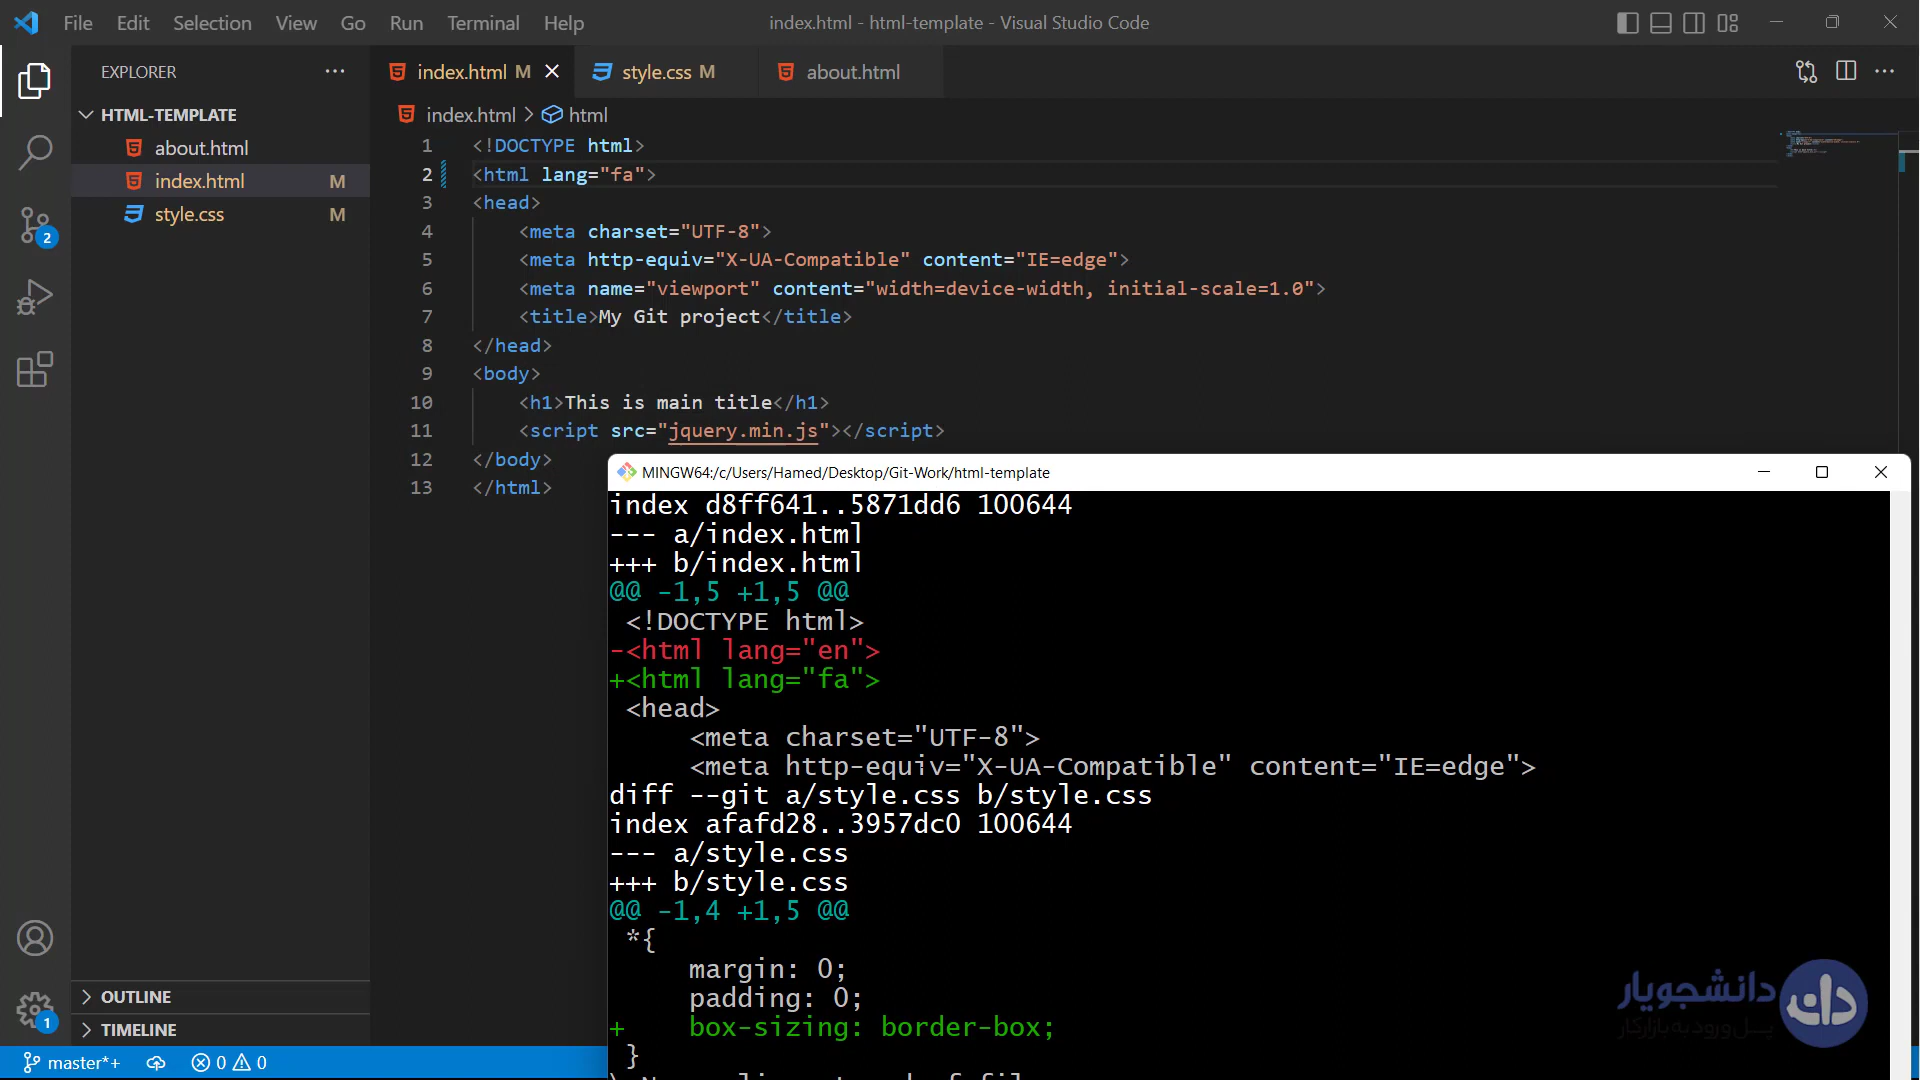 File Edit Selection View Go Run Terminal Help
index.html - html-template - Visual Studio Code
EXPLORER
HTML-TEMPLATE
about.html
index.html M
style.css M
2
OUTLINE
TIMELINE
1
master*+
0 0
index.html M
style.css M
about.html
index.html > html
1 <!DOCTYPE html>
2 <html lang="fa">
3 <head>
4 <meta charset="UTF-8">
5 <meta http-equiv="X-UA-Compatible" content="IE=edge">
6 <meta name="viewport" content="width=device-width, initial-scale=1.0">
7 <title>My Git project</title>
8 </head>
9 <body>
10 <h1>This is main title</h1>
11 <script src="jquery.min.js"></script>
12 </body>
13 </html>
MINGW64:/c/Users/Hamed/Desktop/Git-Work/html-template
index d8ff641..5871dd6 100644
--- a/index.html
+++ b/index.html
@@ -1,5 +1,5 @@
<!DOCTYPE html>
-<html lang="en">
+<html lang="fa">
<head>
<meta charset="UTF-8">
<meta http-equiv="X-UA-Compatible" content="IE=edge">
diff --git a/style.css b/style.css
index afafd28..3957dc0 100644
--- a/style.css
+++ b/style.css
@@ -1,4 +1,5 @@
*{
margin: 0;
padding: 0;
+ box-sizing: border-box;
}
دانشجویار
پــل ورود به بازار کار